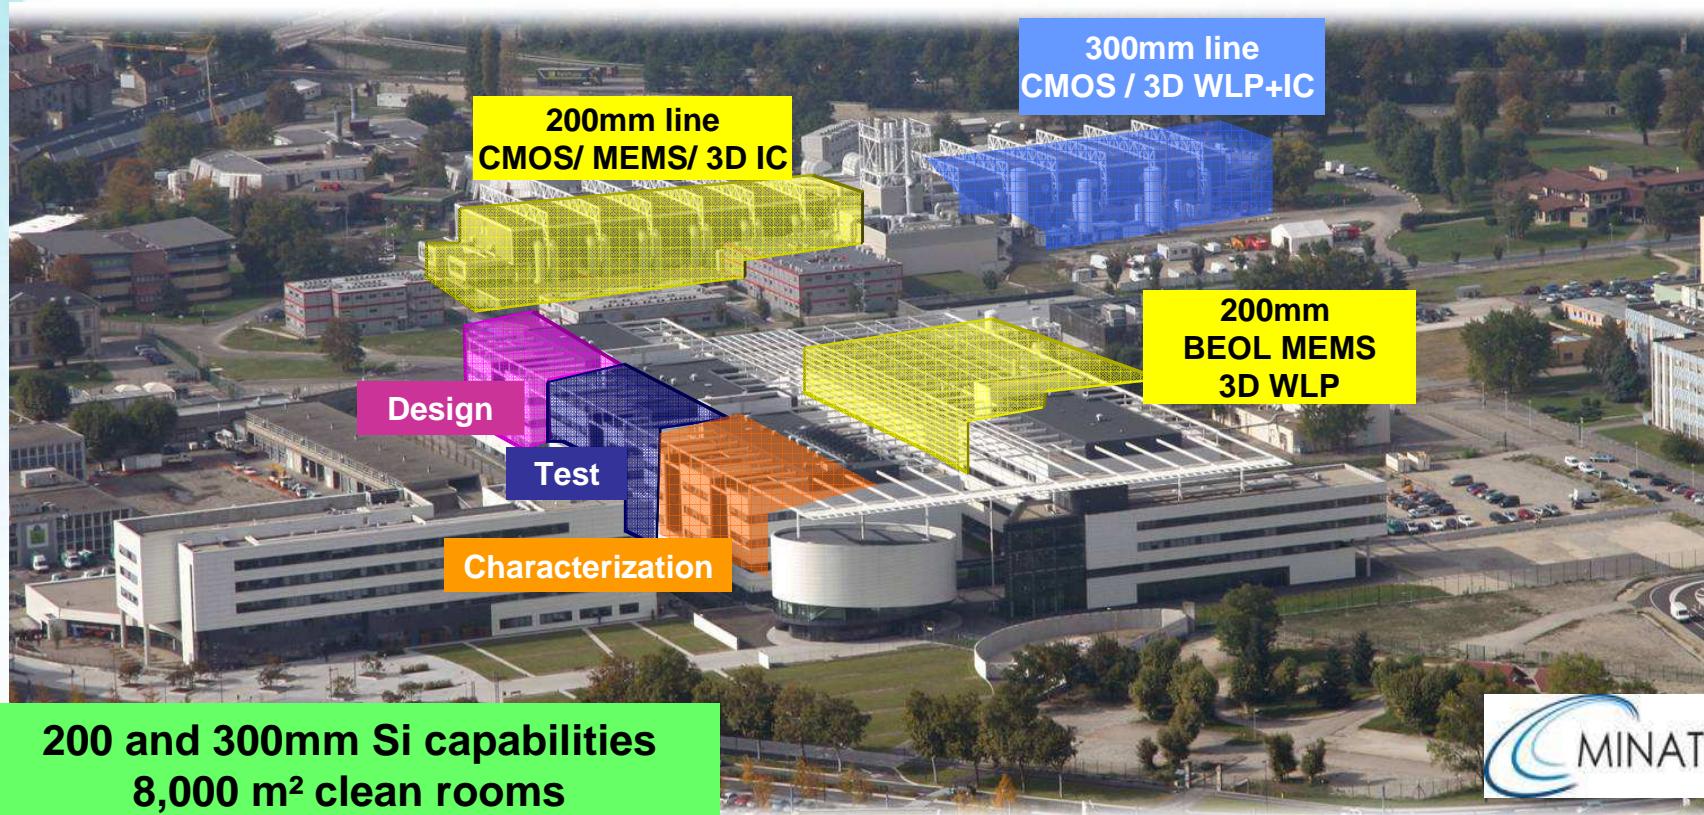 300mm line
CMOS / 3D WLP+IC
200mm line
CMOS/ MEMS/ 3D IC
200mm
BEOL MEMS
3D WLP
Design
Test
Characterization
200 and 300mm Si capabilities
8,000 m² clean rooms
MINAT